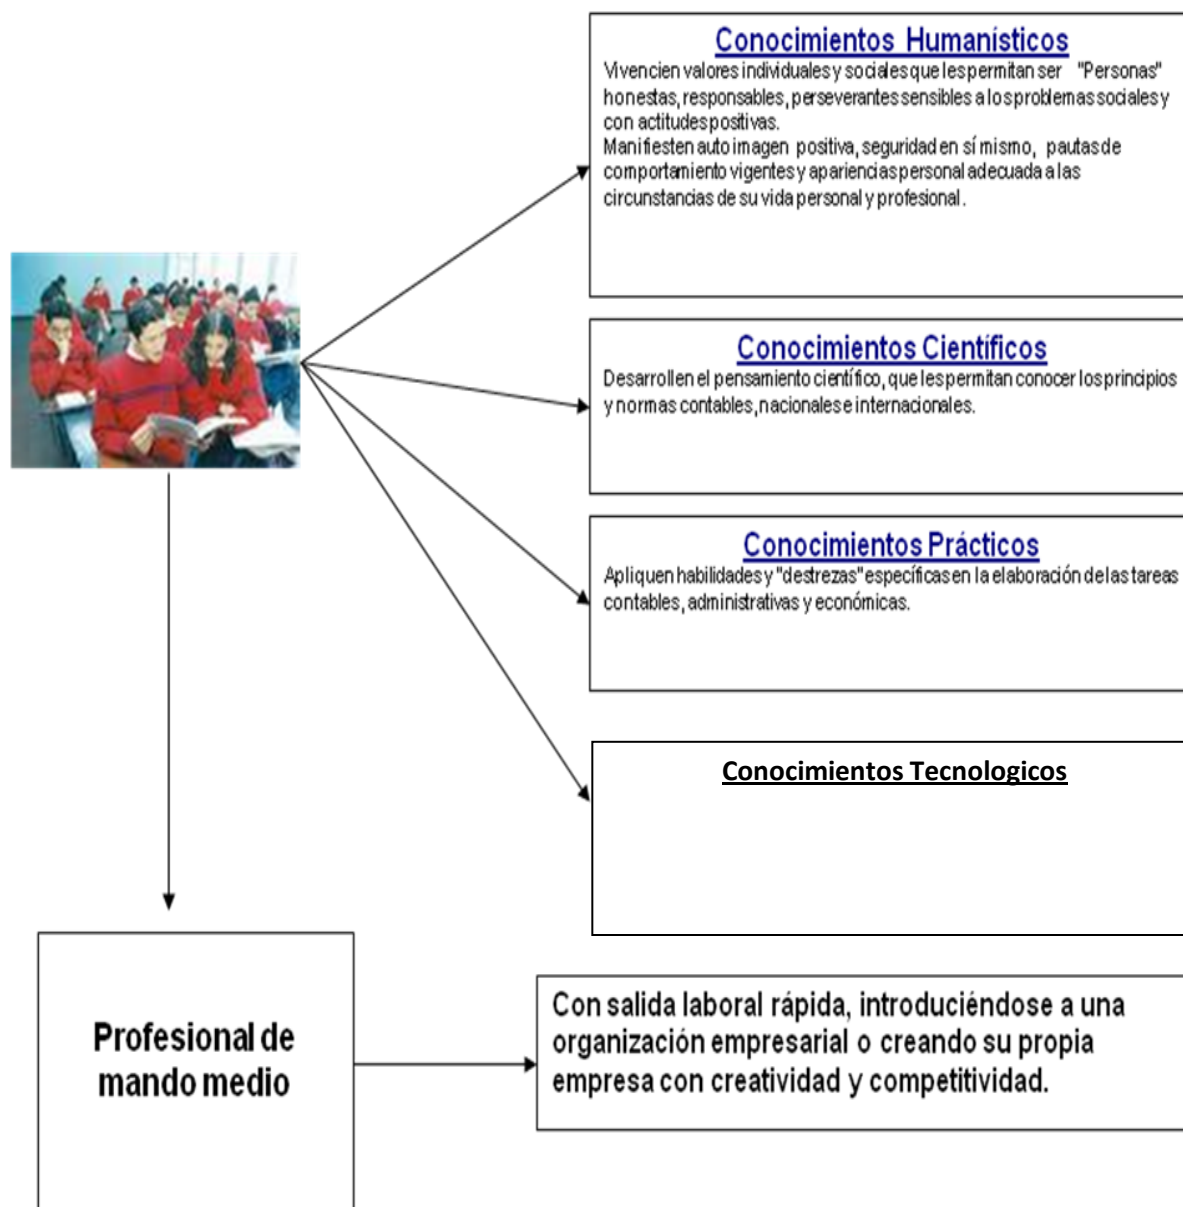 Conocimientos Humanísticos
Vivencien valores individuales y sociales que les permitan ser "Personas"
honestas, responsables, perseverantes sensibles a los problemas sociales y
con actitudes positivas.
Manifiesten auto imagen positiva, seguridad en sí mismo, pautas de
comportamiento vigentes y apariencias personal adecuada a las
circunstancias de su vida personal y profesional.
Conocimientos Científicos
Desarrollen el pensamiento científico, que les permitan conocer los principios
y normas contables, nacionales e internacionales.
Conocimientos Prácticos
Apliquen habilidades y "destrezas" específicas en la elaboración de las tareas
contables, administrativas y económicas.
Conocimientos Tecnologicos
Profesional de
mando medio
Con salida laboral rápida, introduciéndose a una
organización empresarial o creando su propia
empresa con creatividad y competitividad.